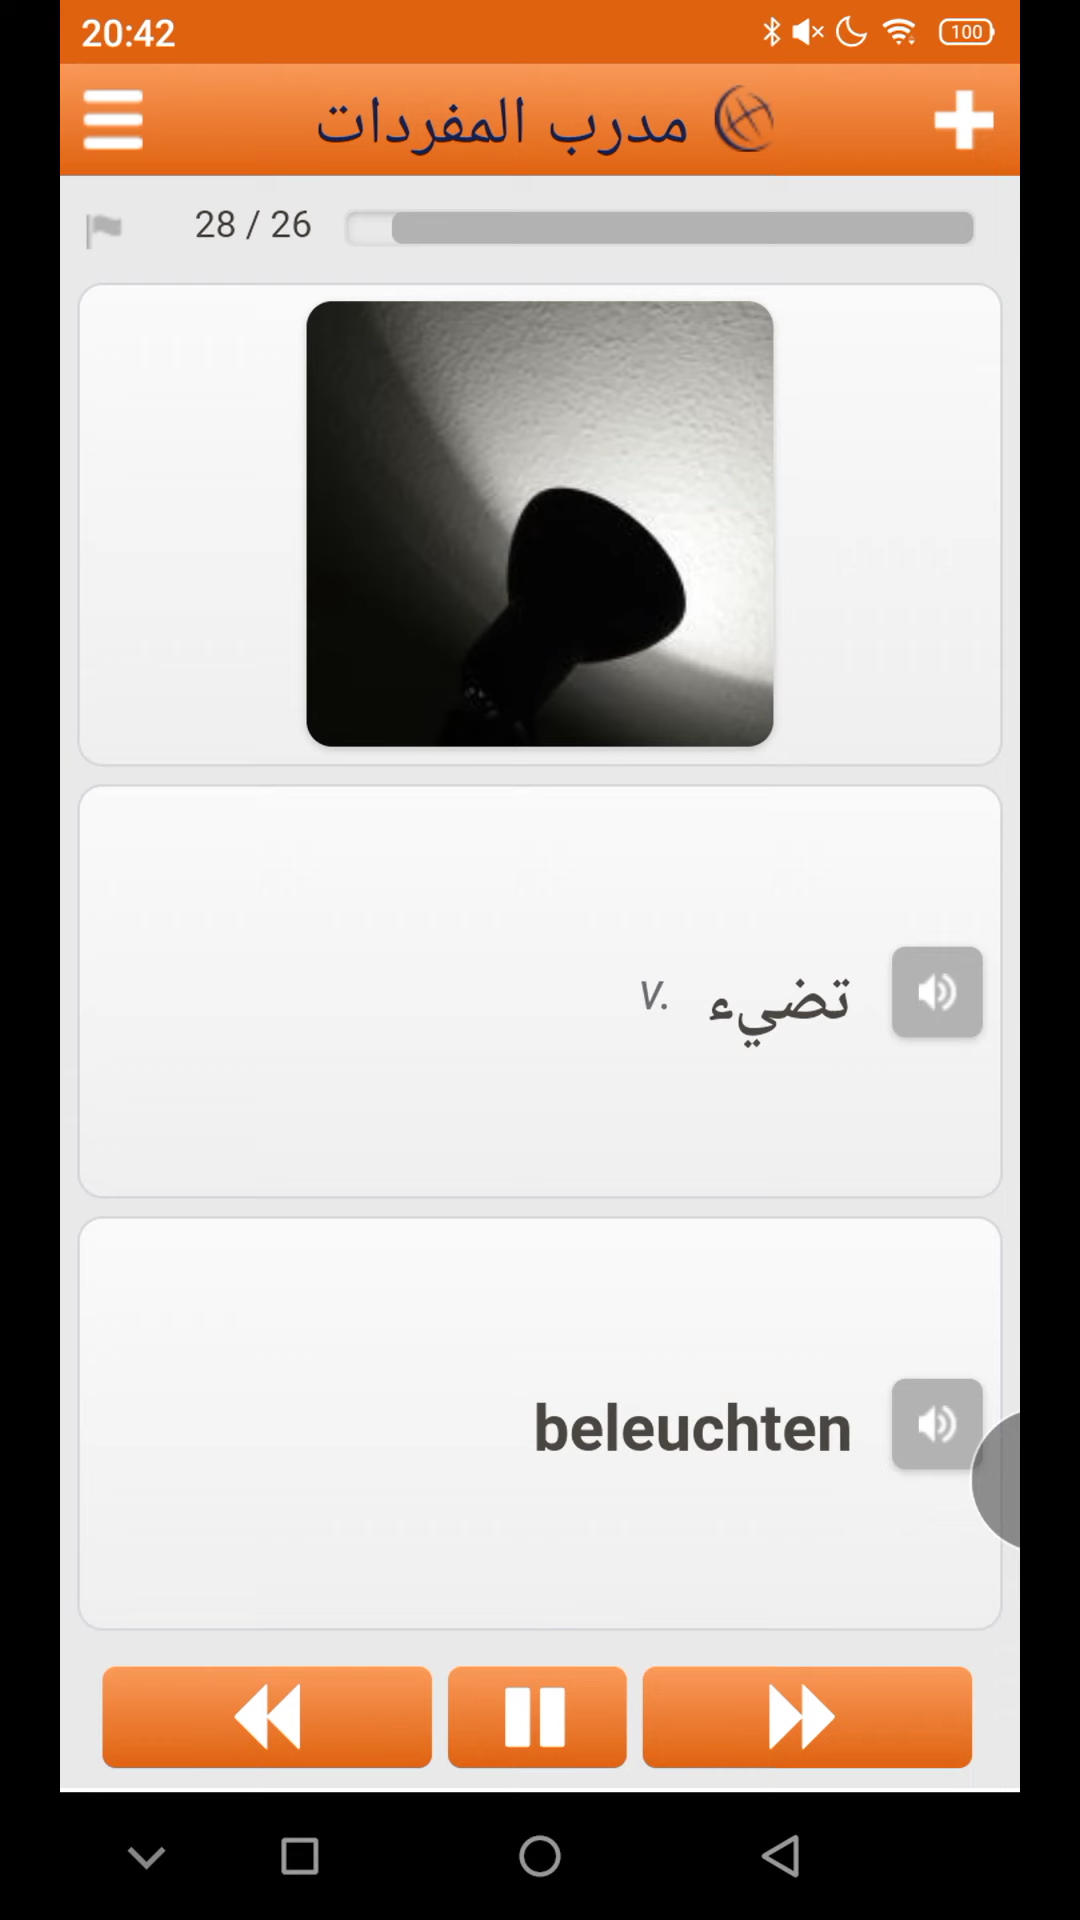 20:42
100
مدرب المفردات
28 / 26
تضيء v.
beleuchten